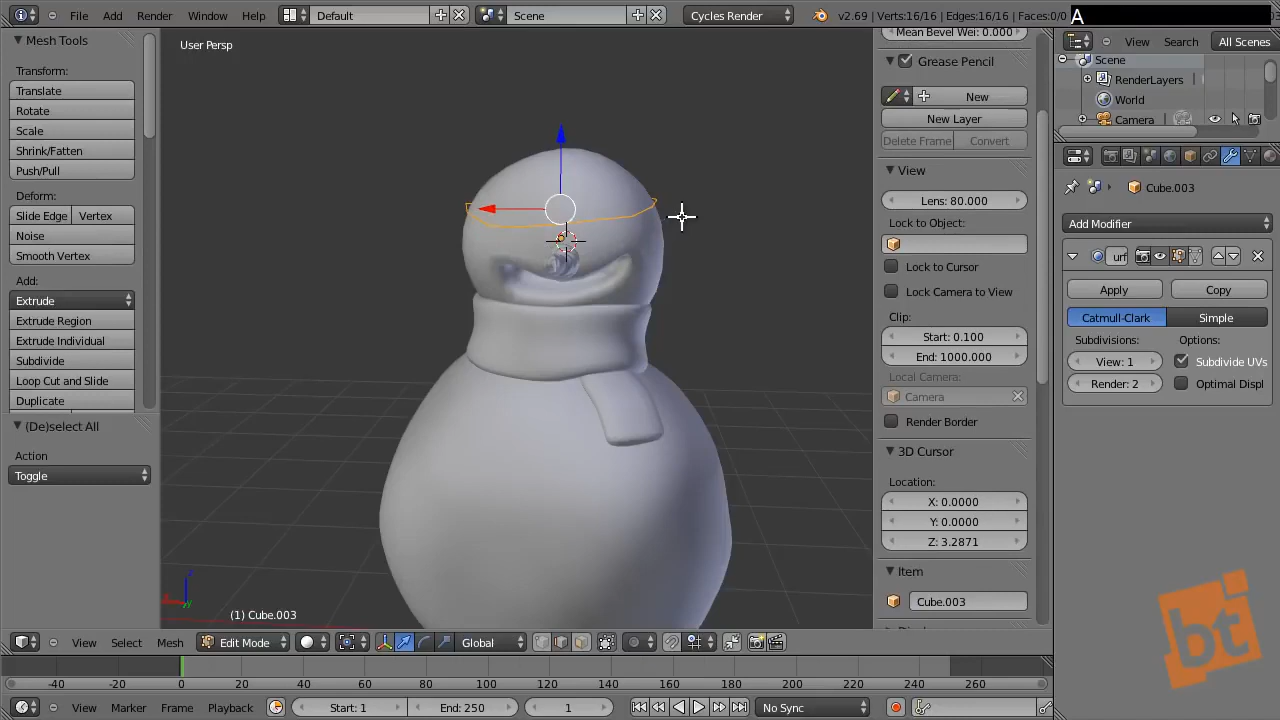 File Add Render Window Help Default Scene Cycles Render v2.69 | Verts:16/16 | Edges:16/16 | Faces:0/0 A
Mesh Tools
Transform:
Translate
Rotate
Scale
Shrink/Fatten
Push/Pull
Deform:
Slide Edge Vertex
Noise
Smooth Vertex
Add:
Extrude
Extrude Region
Extrude Individual
Subdivide
Loop Cut and Slide
Duplicate
(De)select All
Action
Toggle
User Persp
(1) Cube.003
Mean Bevel Wei: 0.000
Grease Pencil
New
New Layer
Delete Frame Convert
View
Lens: 80.000
Lock to Object:
Lock to Cursor
Lock Camera to View
Clip:
Start: 0.100
End: 1000.000
Local Camera:
Camera
Render Border
3D Cursor
Location:
X: 0.0000
Y: 0.0000
Z: 3.2871
Item
Cube.003
View Search All Scenes
Scene
RenderLayers
World
Camera
Cube.003
Add Modifier
urf
Apply Copy
Catmull-Clark Simple
Subdivisions: Options:
View: 1 Subdivide UVs
Render: 2 Optimal Displ
z
y
View Select Mesh Edit Mode Global
-40 -20 0 20 40 60 80 100 120 140 160 180 200 220 240 260
View Marker Frame Playback Start: 1 End: 250 1 No Sync
bt